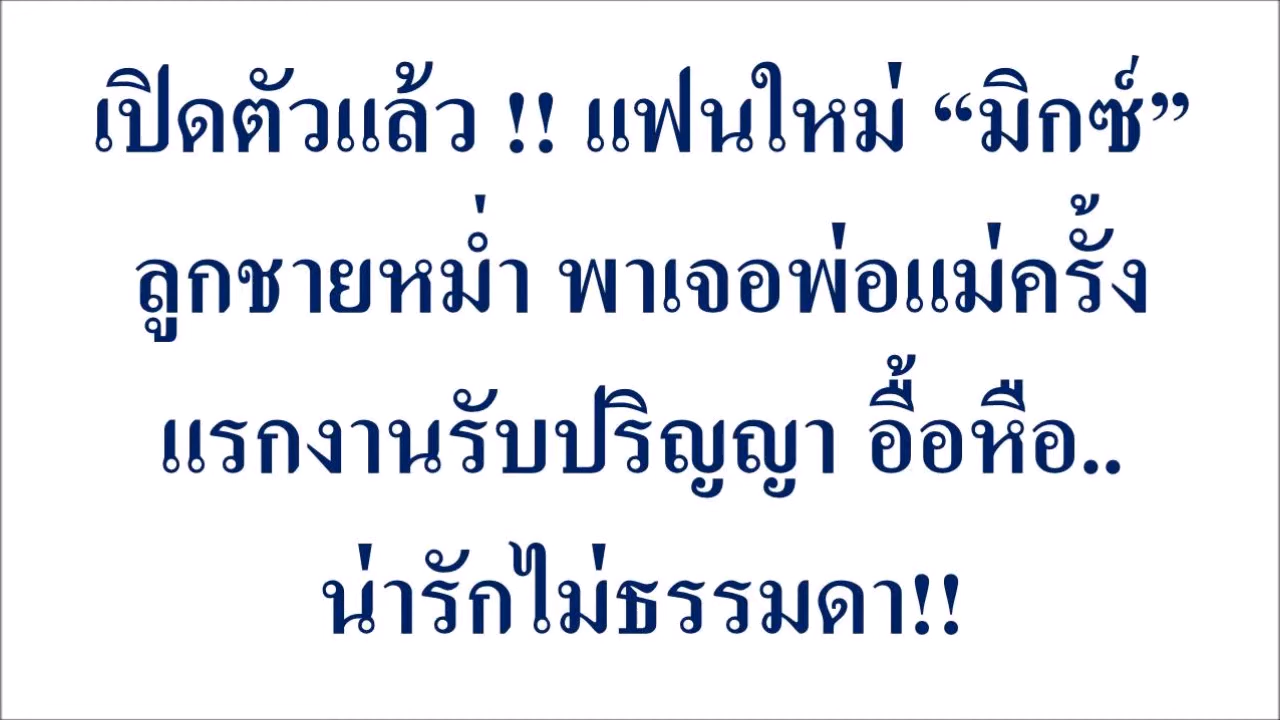 เปิดตัวแล้ว !! แฟนใหม่ “มิกซ์”
ลูกชายหม่ำ พาเจอพ่อแม่ครั้ง
แรกงานรับปริญญา อื้อหือ..
น่ารักไม่ธรรมดา!!